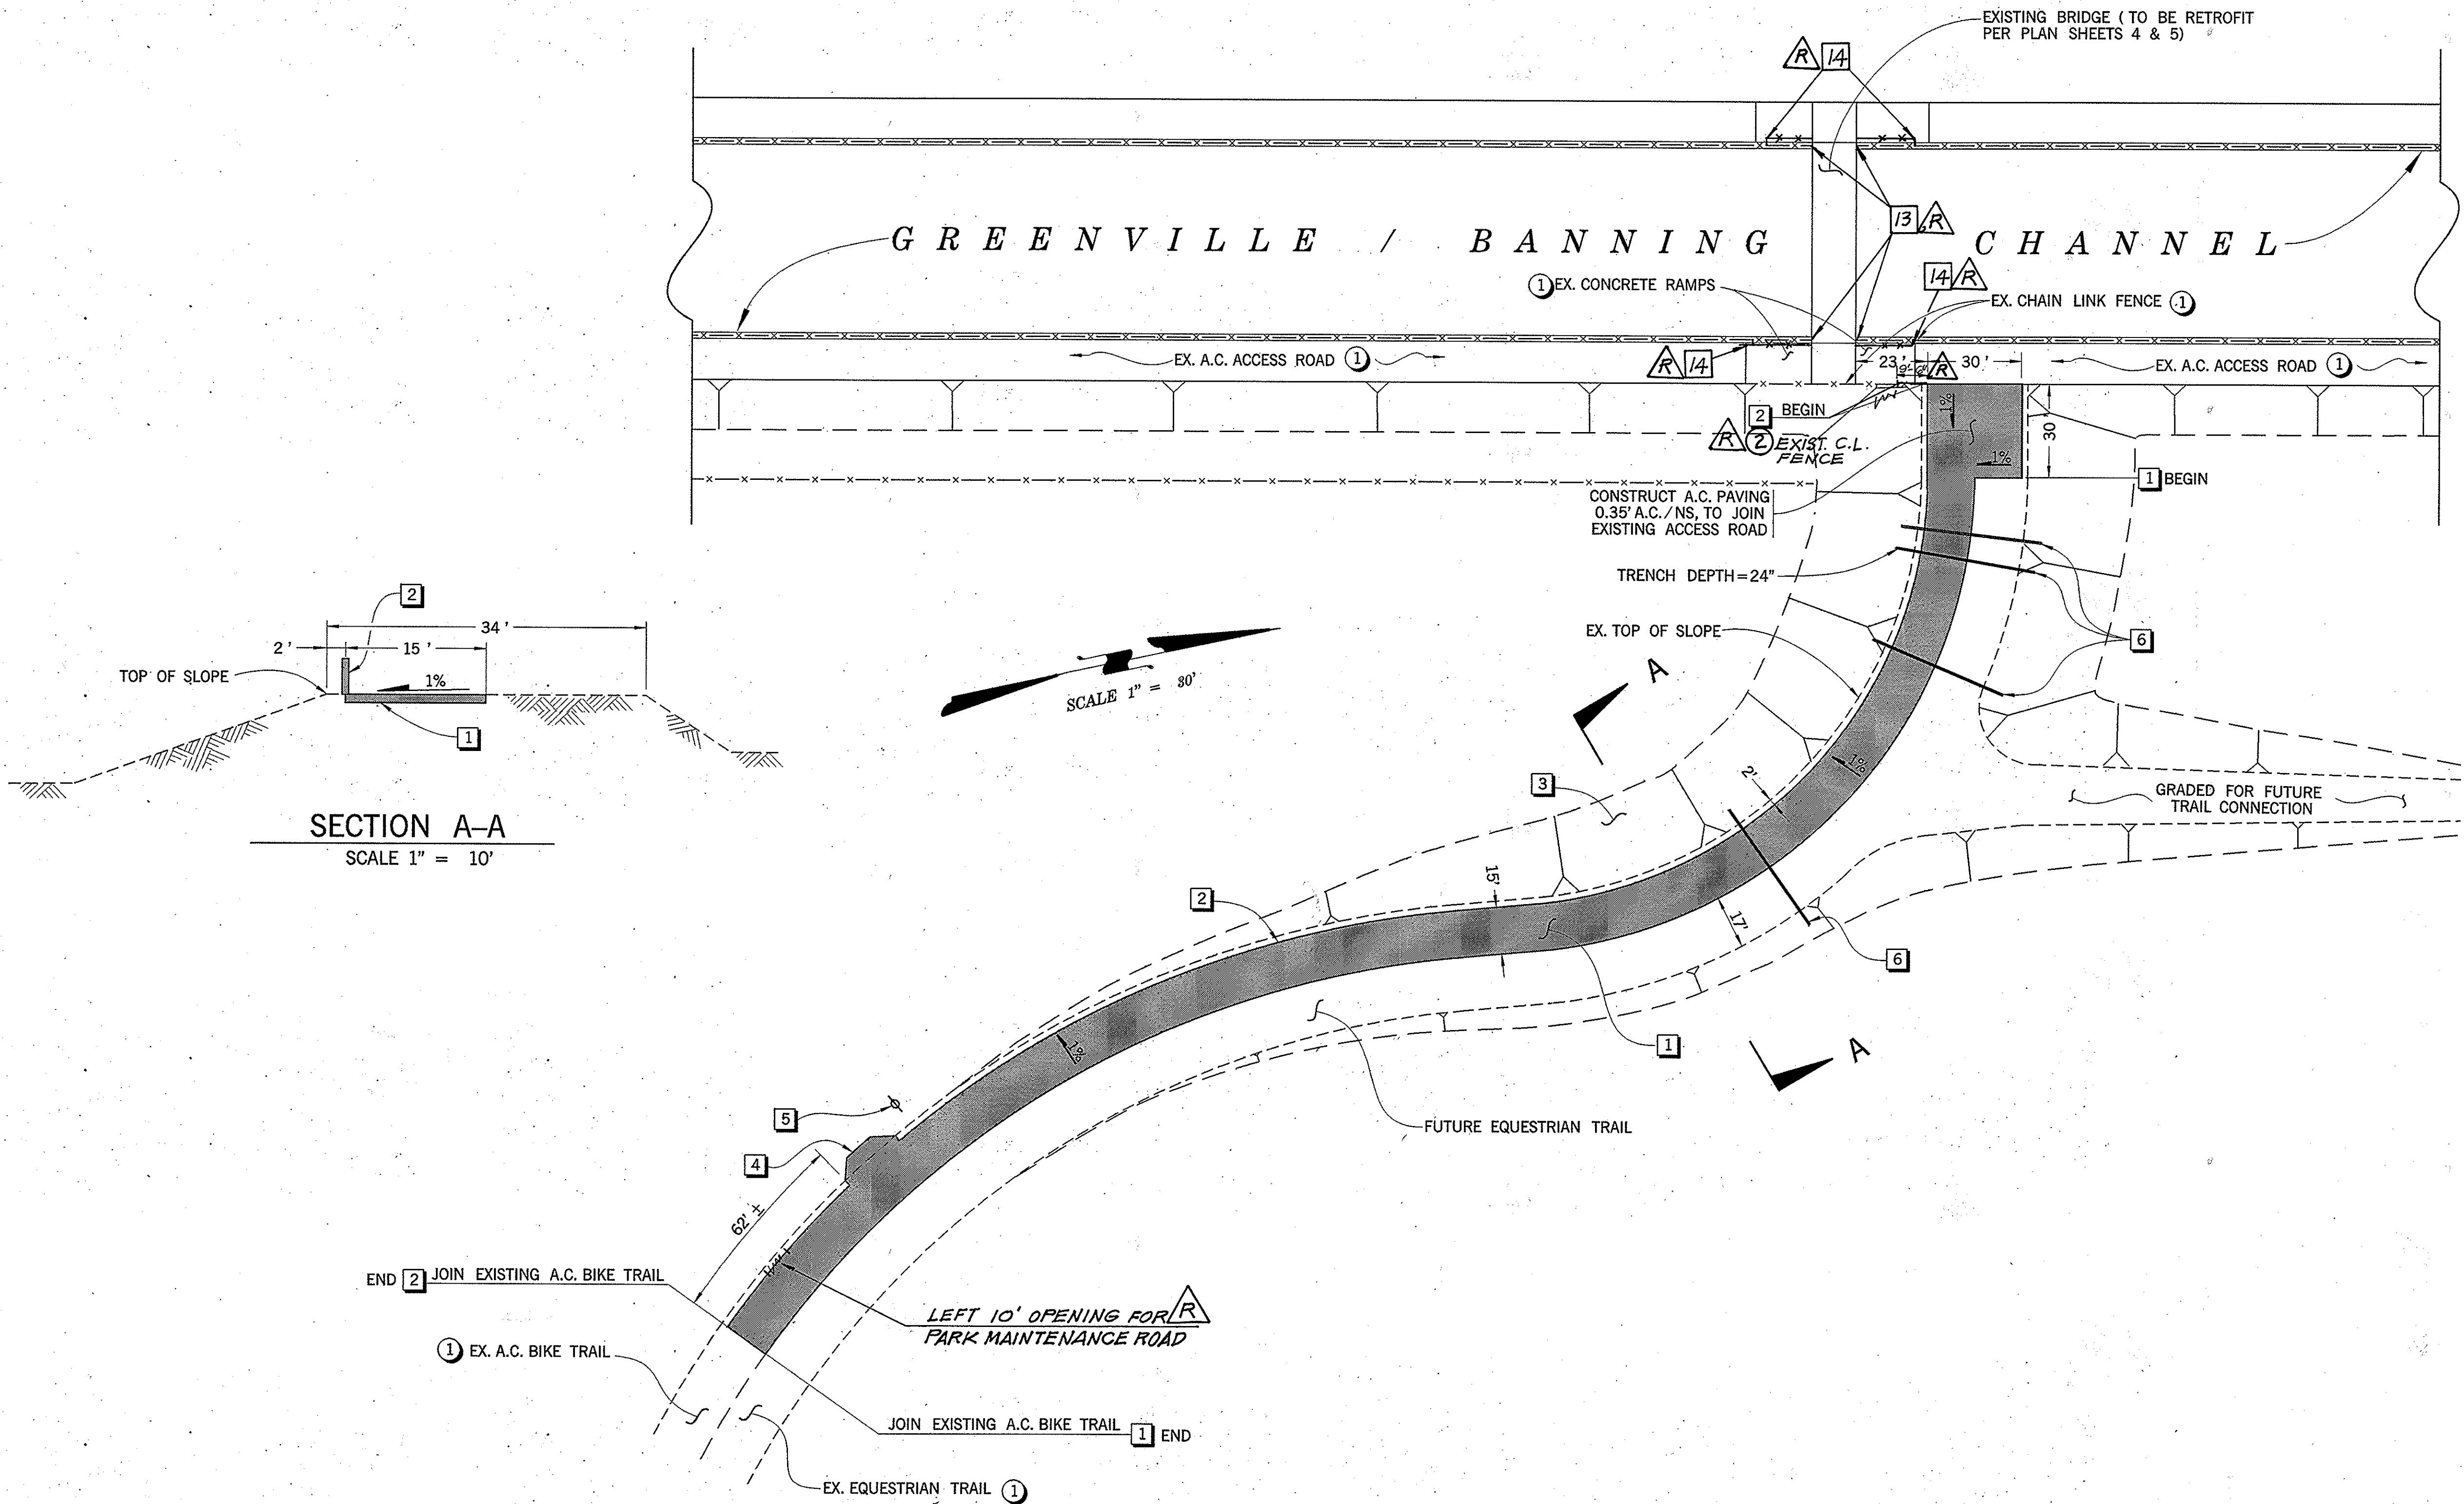 EXISTING BRIDGE ( TO BE RETROFIT
PER PLAN SHEETS 4 & 5)
R 14
GREENVILLE / BANNING CHANNEL
13 R
14 R
1 EX. CONCRETE RAMPS
EX. CHAIN LINK FENCE 1
EX. A.C. ACCESS ROAD 1
R 14
23' R 30'
EX. A.C. ACCESS ROAD 1
2 BEGIN
R 2 EXIST. C.L.
FENCE
1%
30'
1%
1 BEGIN
CONSTRUCT A.C. PAVING
0.35' A.C./NS, TO JOIN
EXISTING ACCESS ROAD
TRENCH DEPTH=24"
6
EX. TOP OF SLOPE
2
34'
2' 15'
TOP OF SLOPE
1%
1
SECTION A–A
SCALE 1" = 10'
SCALE 1" = 30'
A
3
2'
1%
GRADED FOR FUTURE
TRAIL CONNECTION
2
15'
17'
6
1
A
1%
5
4
FUTURE EQUESTRIAN TRAIL
62' ±
END 2 JOIN EXISTING A.C. BIKE TRAIL
LEFT 10' OPENING FOR R
PARK MAINTENANCE ROAD
1 EX. A.C. BIKE TRAIL
JOIN EXISTING A.C. BIKE TRAIL 1 END
EX. EQUESTRIAN TRAIL 1